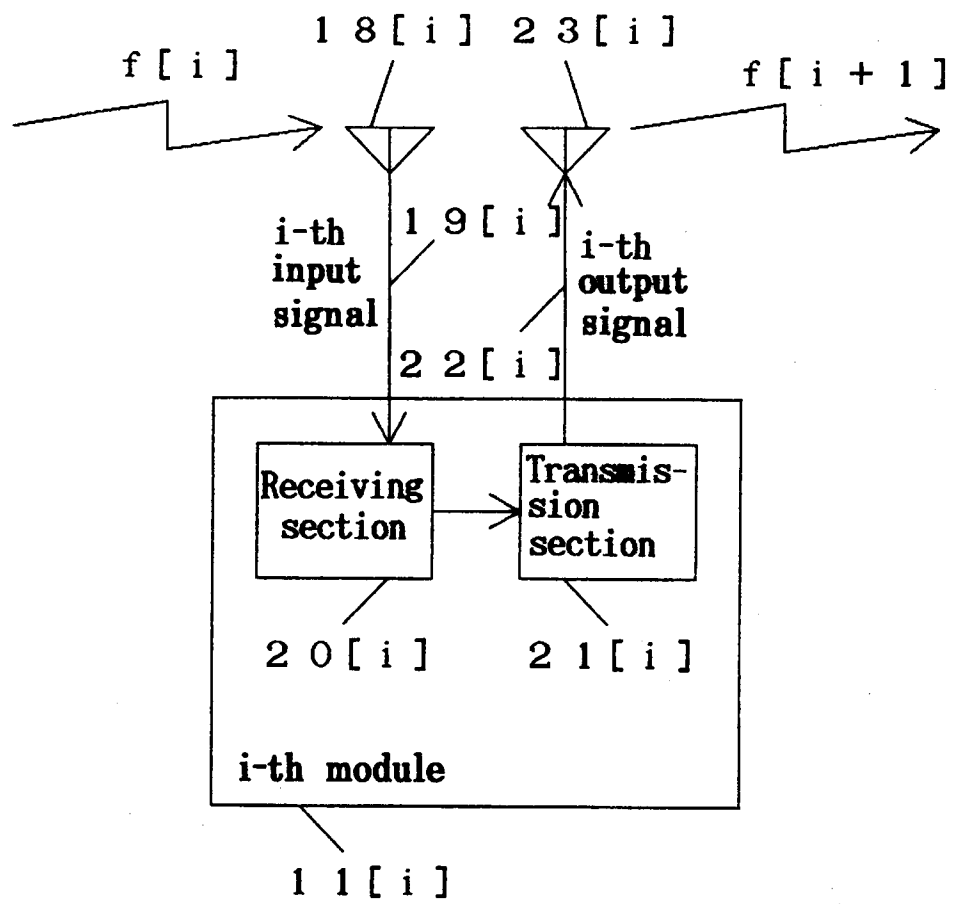 18[i]
23[i]
f[i]
f[i+1]
19[i]
i-th
input
signal
i-th
output
signal
22[i]
Receiving
section
Transmis-
sion
section
20[i]
21[i]
i-th module
11[i]